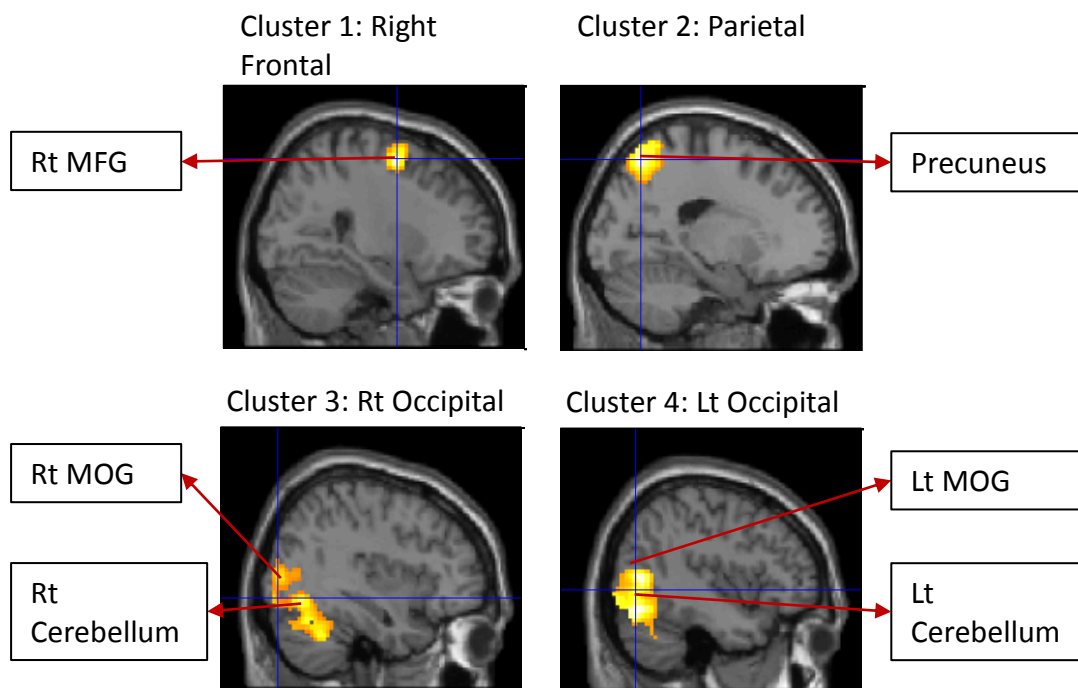 Cluster 1: Right
Frontal
Cluster 2: Parietal
Rt MFG
Precuneus
Cluster 3: Rt Occipital
Cluster 4: Lt Occipital
Rt MOG
Lt MOG
Rt
Cerebellum
Lt
Cerebellum